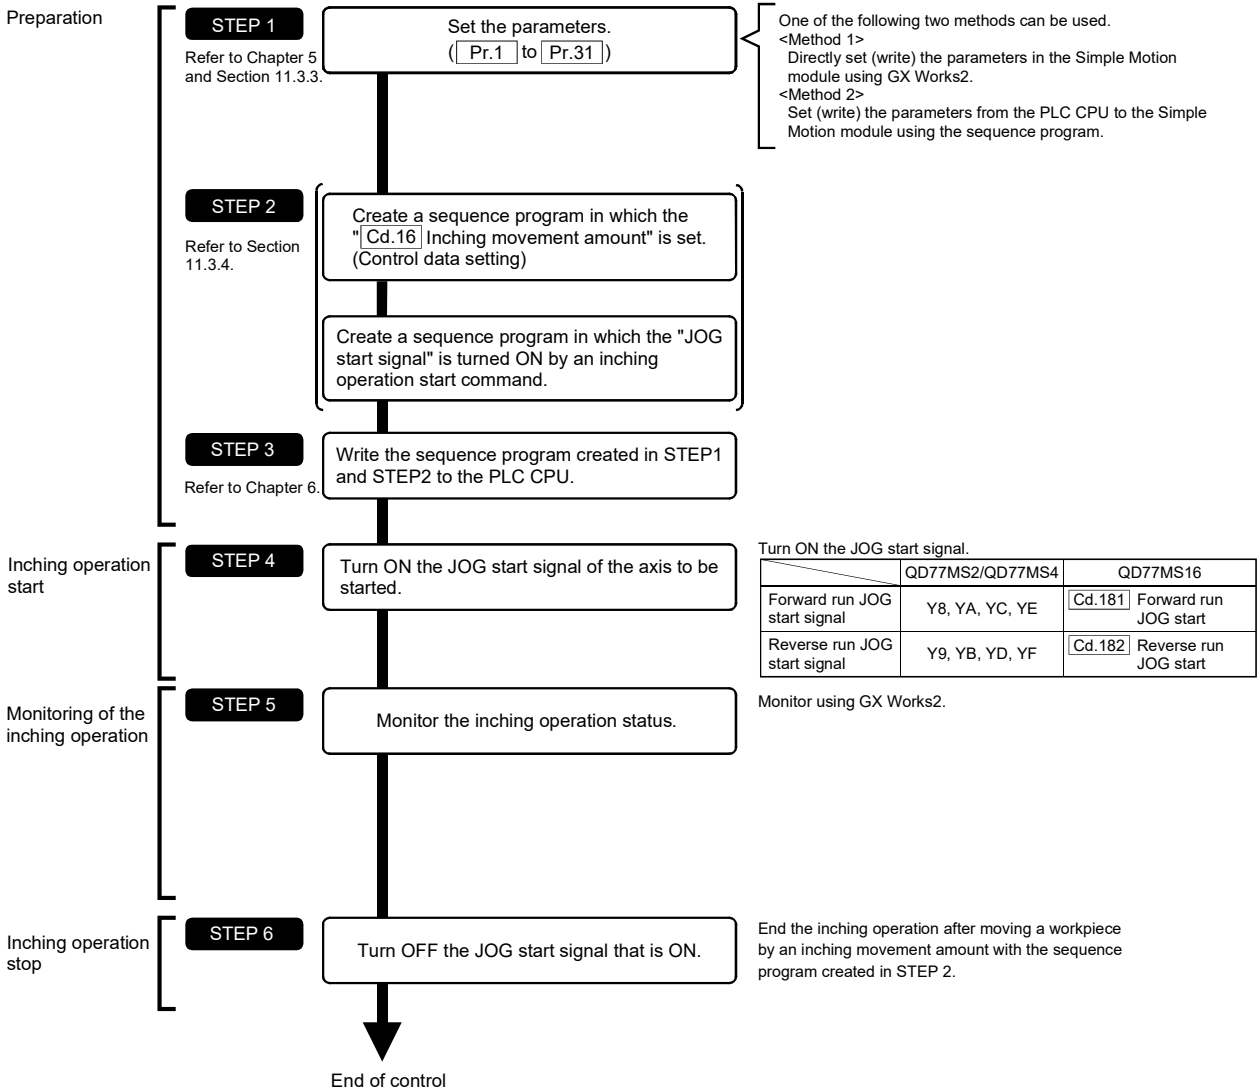 Preparation
STEP 1
Refer to Chapter 5
and Section 11.3.3.
Set the parameters.
( Pr.1 to Pr.31 )
One of the following two methods can be used.
<Method 1>
Directly set (write) the parameters in the Simple Motion
module using GX Works2.
<Method 2>
Set (write) the parameters from the PLC CPU to the Simple
Motion module using the sequence program.
STEP 2
Refer to Section
11.3.4.
Create a sequence program in which the
" Cd.16 Inching movement amount" is set.
(Control data setting)
Create a sequence program in which the "JOG
start signal" is turned ON by an inching
operation start command.
STEP 3
Refer to Chapter 6.
Write the sequence program created in STEP1
and STEP2 to the PLC CPU.
Inching operation
start
STEP 4
Turn ON the JOG start signal of the axis to be
started.
Turn ON the JOG start signal.
QD77MS2/QD77MS4 QD77MS16
Forward run JOG
start signal
Y8, YA, YC, YE
Cd.181 Forward run
JOG start
Reverse run JOG
start signal
Y9, YB, YD, YF
Cd.182 Reverse run
JOG start
Monitoring of the
inching operation
STEP 5
Monitor the inching operation status.
Monitor using GX Works2.
Inching operation
stop
STEP 6
Turn OFF the JOG start signal that is ON.
End the inching operation after moving a workpiece
by an inching movement amount with the sequence
program created in STEP 2.
End of control